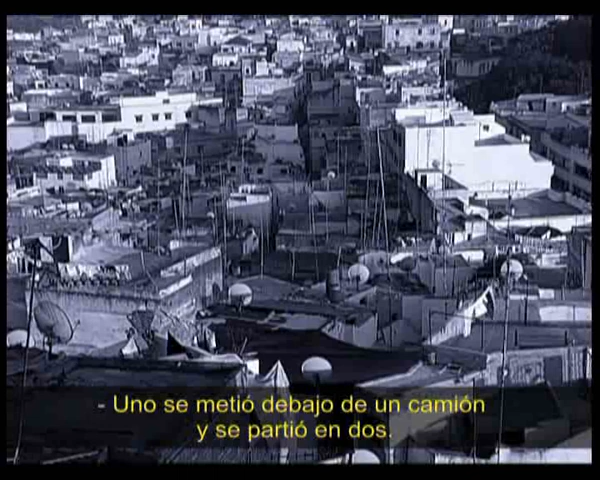 - Uno se metió debajo de un camión
y se partió en dos.